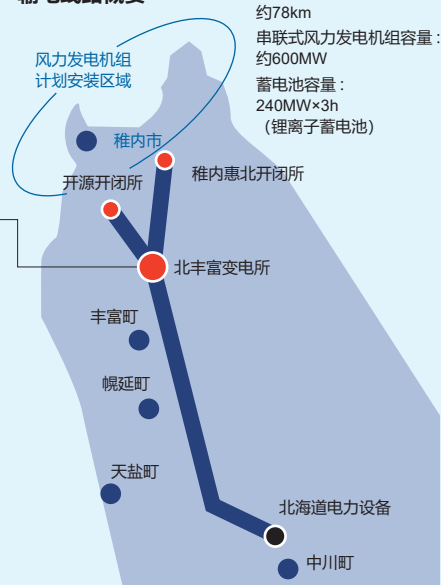 约78km
串联式风力发电机组容量：
约600MW
蓄电池容量：
240MW×3h
（锂离子蓄电池）
风力发电机组
计划安装区域
稚内市
稚内惠北开闭所
开源开闭所
北丰富变电所
丰富町
幌延町
天盐町
北海道电力设备
中川町